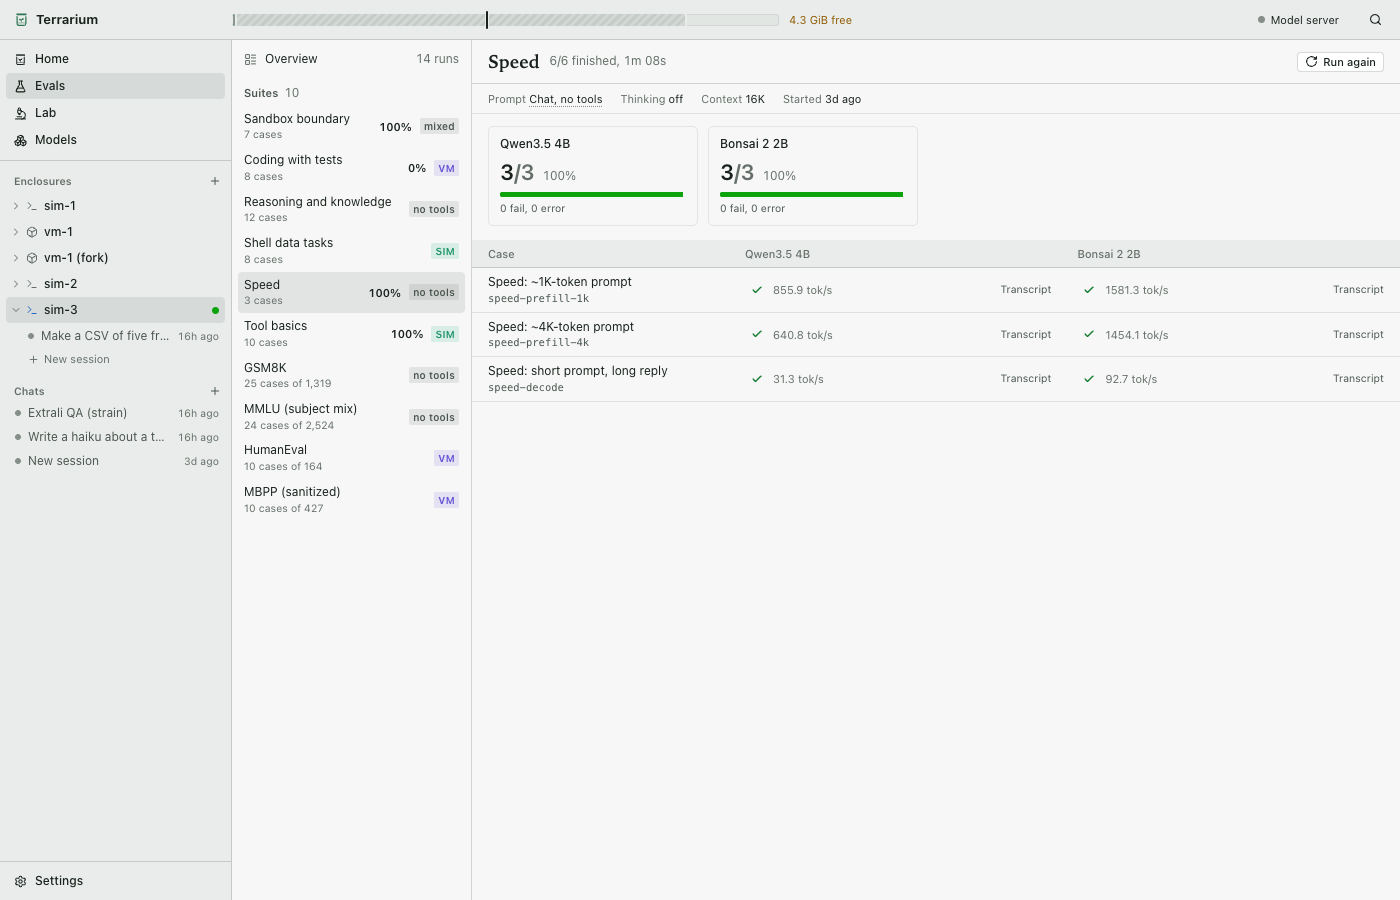 Terrarium
4.3 GiB free
Model server
Home
Evals
Lab
Models
Enclosures
sim-1
vm-1
vm-1 (fork)
sim-2
sim-3
Make a CSV of five fr... 16h ago
New session
Chats
Extrali QA (strain) 16h ago
Write a haiku about a t... 16h ago
New session 3d ago
Settings
Overview 14 runs
Suites 10
Sandbox boundary
7 cases
100% mixed
Coding with tests
8 cases
0% VM
Reasoning and knowledge
12 cases
no tools
Shell data tasks
8 cases
SIM
Speed
3 cases
100% no tools
Tool basics
10 cases
100% SIM
GSM8K
25 cases of 1,319
no tools
MMLU (subject mix)
24 cases of 2,524
no tools
HumanEval
10 cases of 164
VM
MBPP (sanitized)
10 cases of 427
VM
Speed 6/6 finished, 1m 08s
Run again
Prompt Chat, no tools Thinking off Context 16K Started 3d ago
Qwen3.5 4B
3/3 100%
0 fail, 0 error
Bonsai 2 2B
3/3 100%
0 fail, 0 error
Case Qwen3.5 4B Bonsai 2 2B
Speed: ~1K-token prompt
speed-prefill-1k
855.9 tok/s Transcript 1581.3 tok/s Transcript
Speed: ~4K-token prompt
speed-prefill-4k
640.8 tok/s Transcript 1454.1 tok/s Transcript
Speed: short prompt, long reply
speed-decode
31.3 tok/s Transcript 92.7 tok/s Transcript